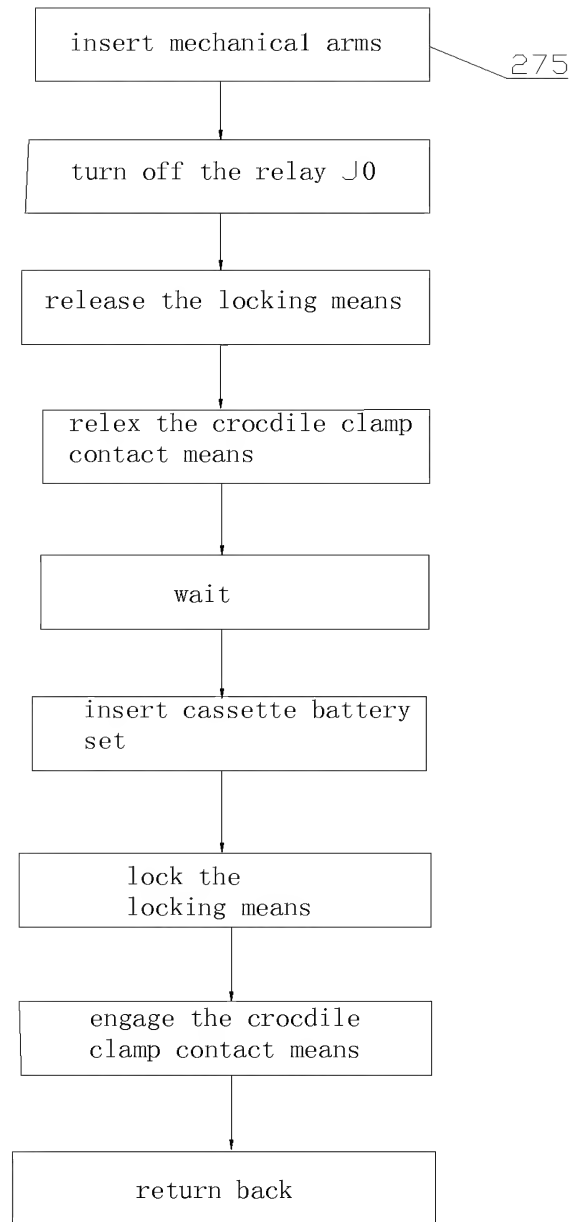 insert mechanical arms
275
turn off the relay J0
release the locking means
relex the crocdile clamp
contact means
wait
insert cassette battery
set
lock the
locking means
engage the crocdile
clamp contact means
return back